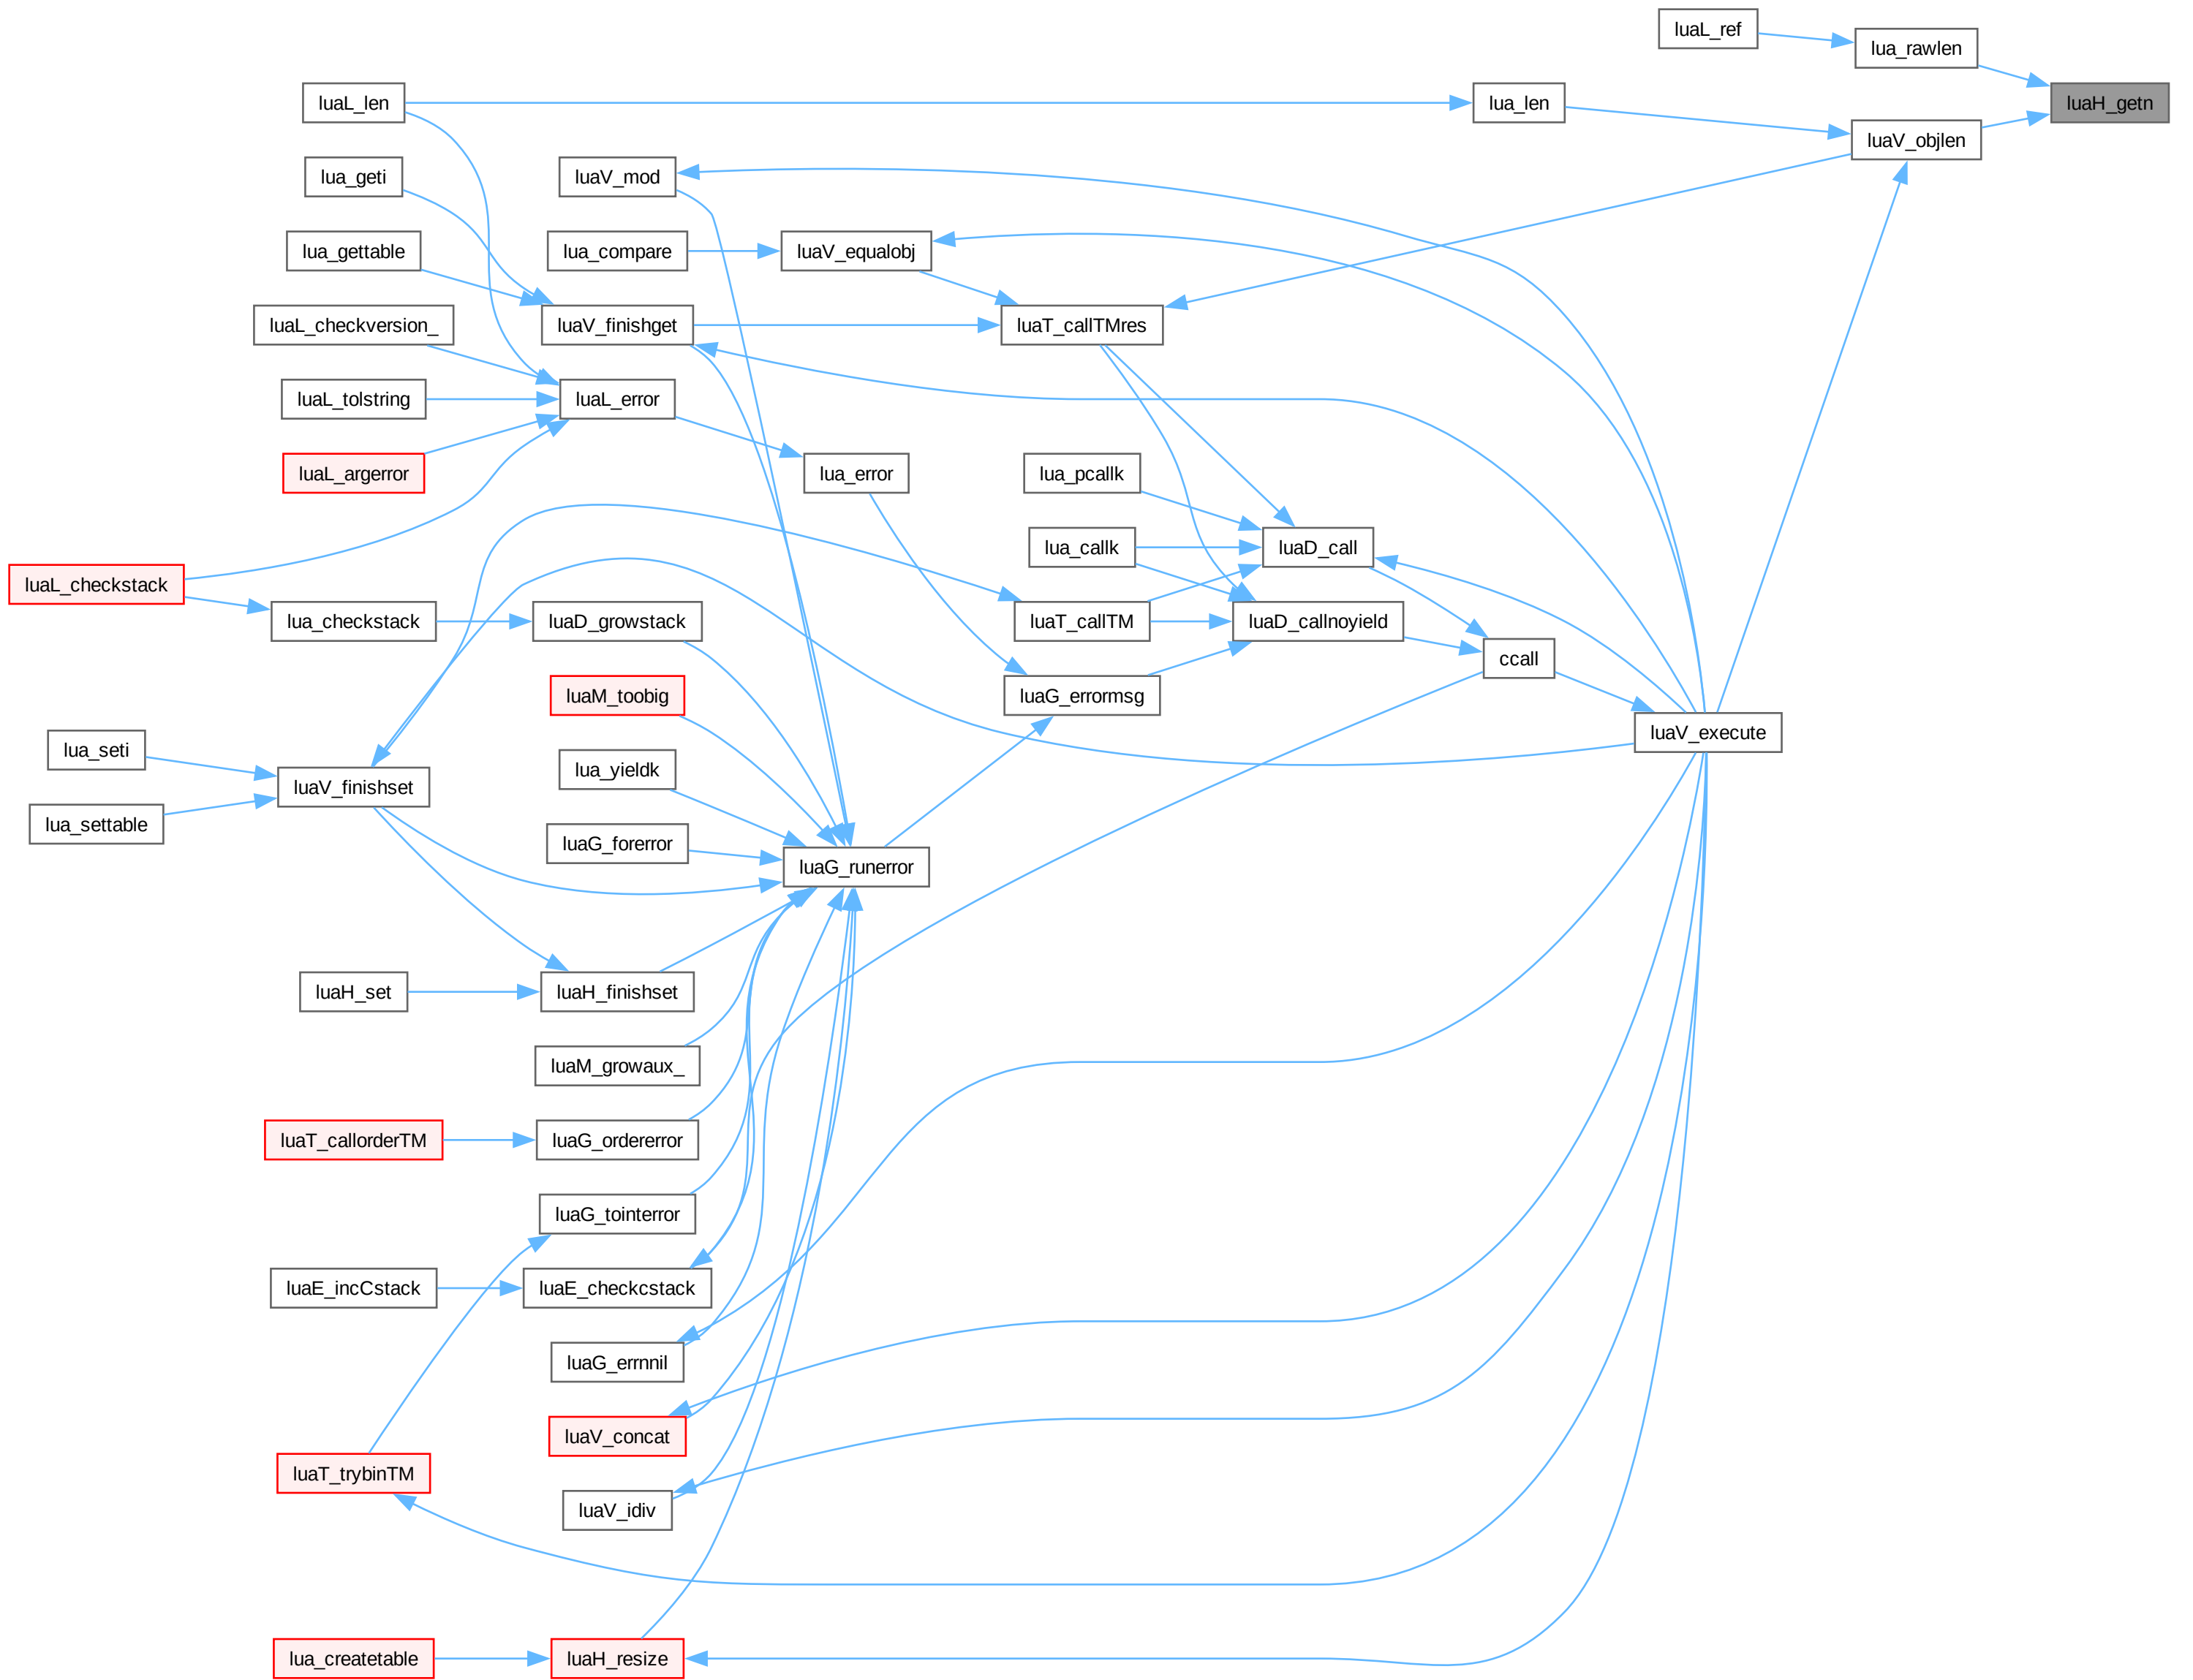 luaL_ref
lua_rawlen
luaL_len
lua_len
luaH_getn
luaV_objlen
lua_geti
luaV_mod
lua_gettable
lua_compare
luaV_equalobj
luaL_checkversion_
luaV_finishget
luaT_callTMres
luaL_tolstring
luaL_error
luaL_argerror
lua_error
lua_pcallk
lua_callk
luaD_call
luaL_checkstack
lua_checkstack
luaD_growstack
luaT_callTM
luaD_callnoyield
ccall
luaM_toobig
luaG_errormsg
luaV_execute
lua_seti
lua_yieldk
luaV_finishset
lua_settable
luaG_forerror
luaG_runerror
luaH_set
luaH_finishset
luaM_growaux_
luaT_callorderTM
luaG_ordererror
luaG_tointerror
luaE_incCstack
luaE_checkcstack
luaG_errnnil
luaV_concat
luaT_trybinTM
luaV_idiv
lua_createtable
luaH_resize